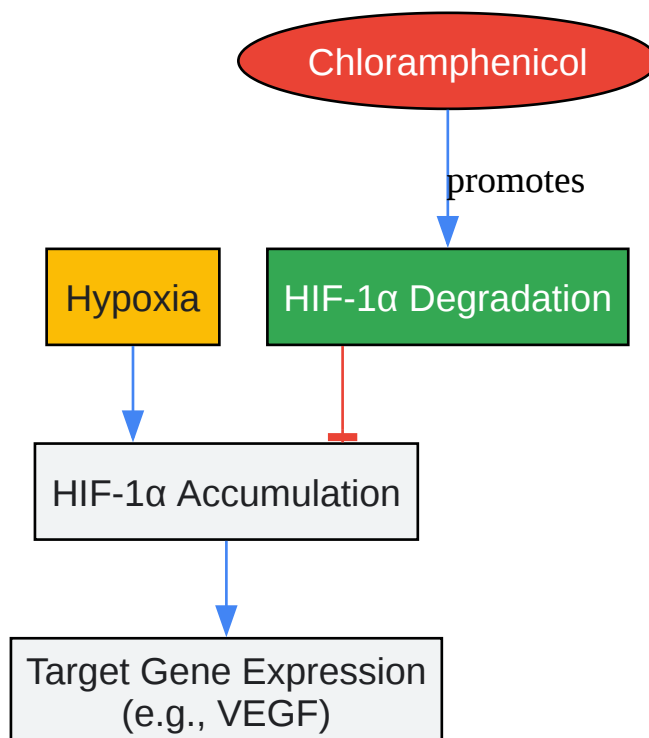 Chloramphenicol
promotes
Hypoxia
HIF-1α Degradation
HIF-1α Accumulation
Target Gene Expression
(e.g., VEGF)